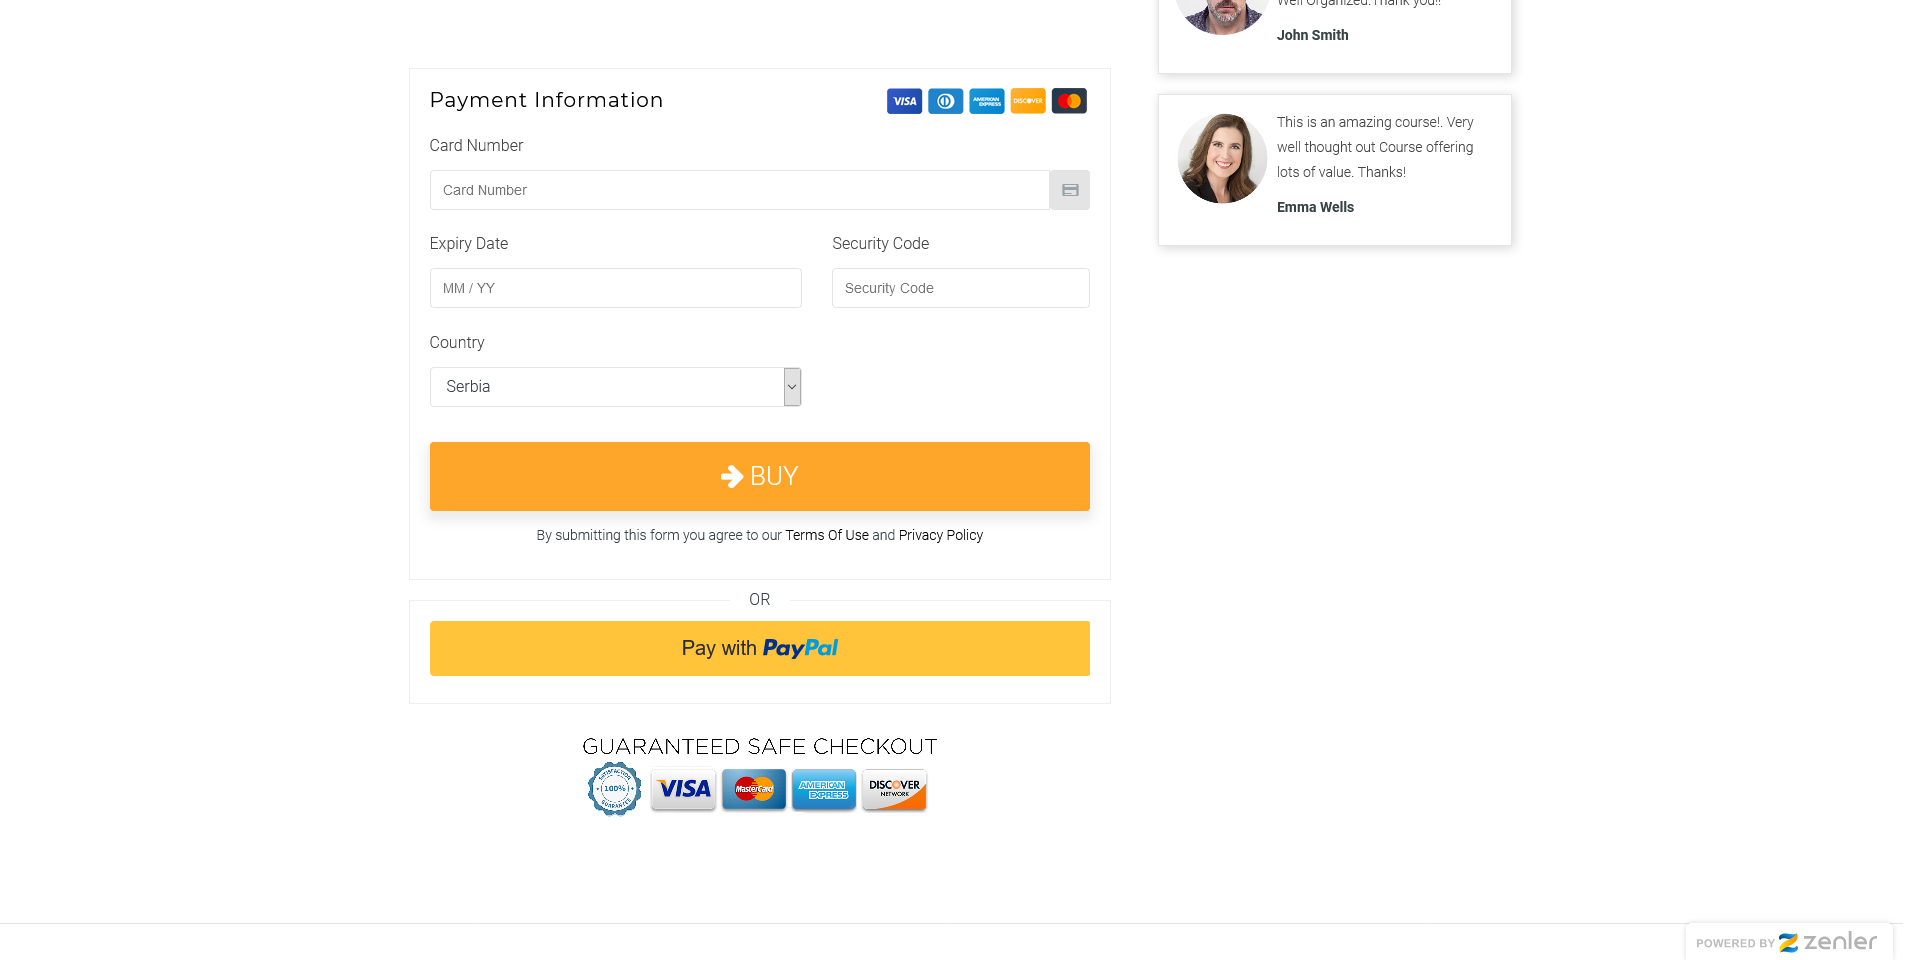 Well Organized. Thank you!!
John Smith
Payment Information
VISA
AMERICAN EXPRESS
DISCOVER
Card Number
Card Number
This is an amazing course!. Very
well thought out Course offering
lots of value. Thanks!
Emma Wells
Expiry Date
Security Code
MM / YY
Security Code
Country
Serbia
BUY
By submitting this form you agree to our Terms Of Use and Privacy Policy
OR
Pay with PayPal
GUARANTEED SAFE CHECKOUT
SATISFACTION
100%
GUARANTEE
VISA
MasterCard
AMERICAN EXPRESS
DISCOVER
NETWORK
POWERED BY zenler